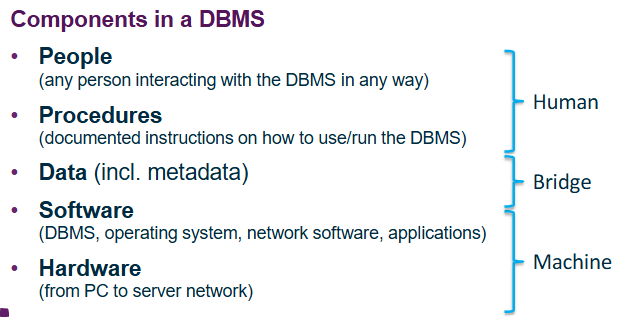 Components in a DBMS
• People
(any person interacting with the DBMS in any way)
• Procedures
(documented instructions on how to use/run the DBMS)
Human
• Data (incl. metadata)
Bridge
• Software
(DBMS, operating system, network software, applications)
• Hardware
(from PC to server network)
Machine